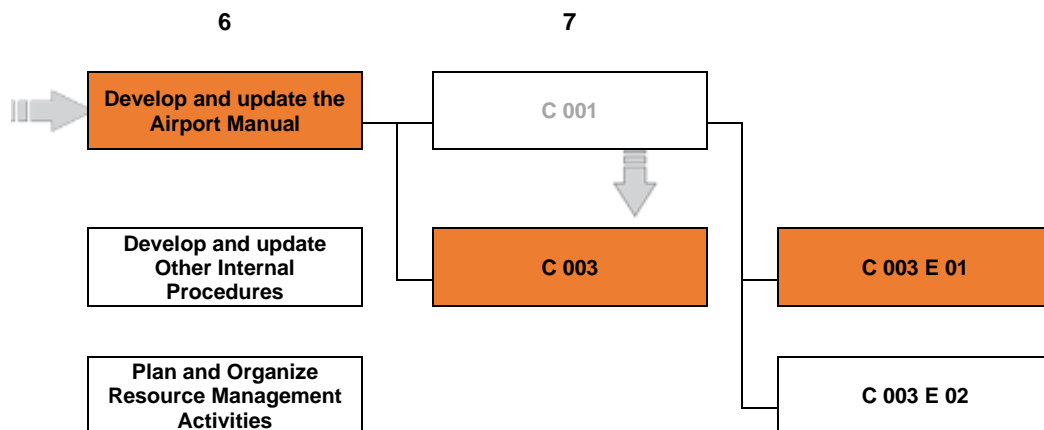 6
7
Develop and update the
Airport Manual
C 001
Develop and update
Other Internal
Procedures
C 003
C 003 E 01
Plan and Organize
Resource Management
Activities
C 003 E 02